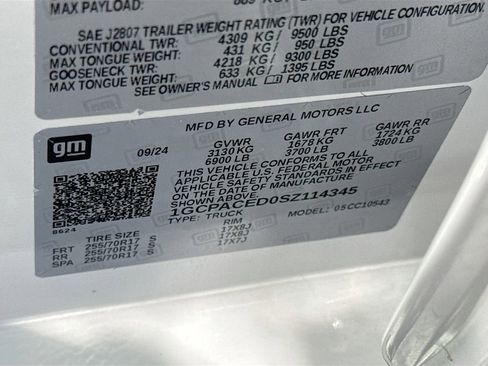 MAX PAYLOAD:
SAE J2807 TRAILER WEIGHT RATING (TWR) FOR VEHICLE CONFIGURATION.
CONVENTIONAL TWR: 4309 KG / 9500 LBS
MAX TONGUE WEIGHT: 431 KG / 950 LBS
GOOSENECK TWR: 4218 KG / 9300 LBS
MAX TONGUE WEIGHT: 633 KG / 1395 LBS
SEE OWNER'S MANUAL FOR MORE INFORMATION
gm
MFD BY GENERAL MOTORS LLC
09/24 GVWR GAWR FRT GAWR RR
3130 KG 1678 KG 1724 KG
6900 LB 3700 LB 3800 LB
THIS VEHICLE CONFORMS TO ALL
APPLICABLE U.S. FEDERAL MOTOR
VEHICLE SAFETY STANDARDS IN EFFECT
ON THE DATE OF MANUFACTURE
SHOWN ABOVE.
1GCPACED0SZ114345
TYPE: TRUCK MODEL: 05CC10543
8624
TIRE SIZE RIM
FRT 255/70R17 S 17X8J
RR 255/70R17 S 17X8J
SPA 255/70R17 S 17X7J